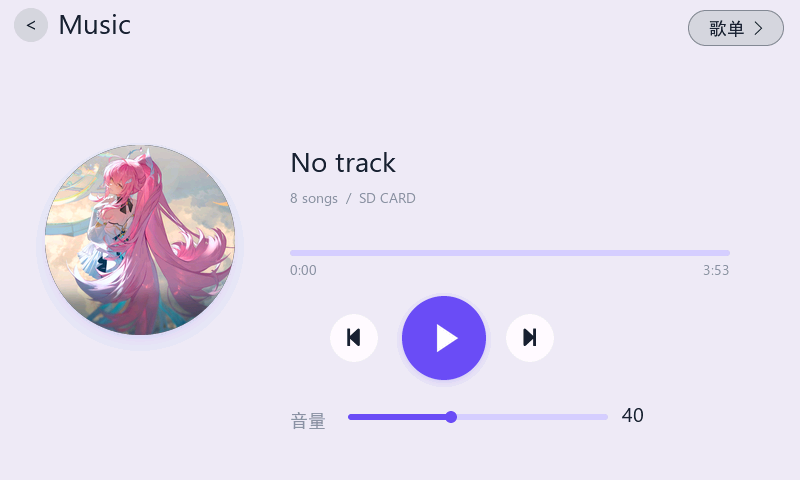 < Music
歌单 >
No track
8 songs / SD CARD
0:00 3:53
音量 40